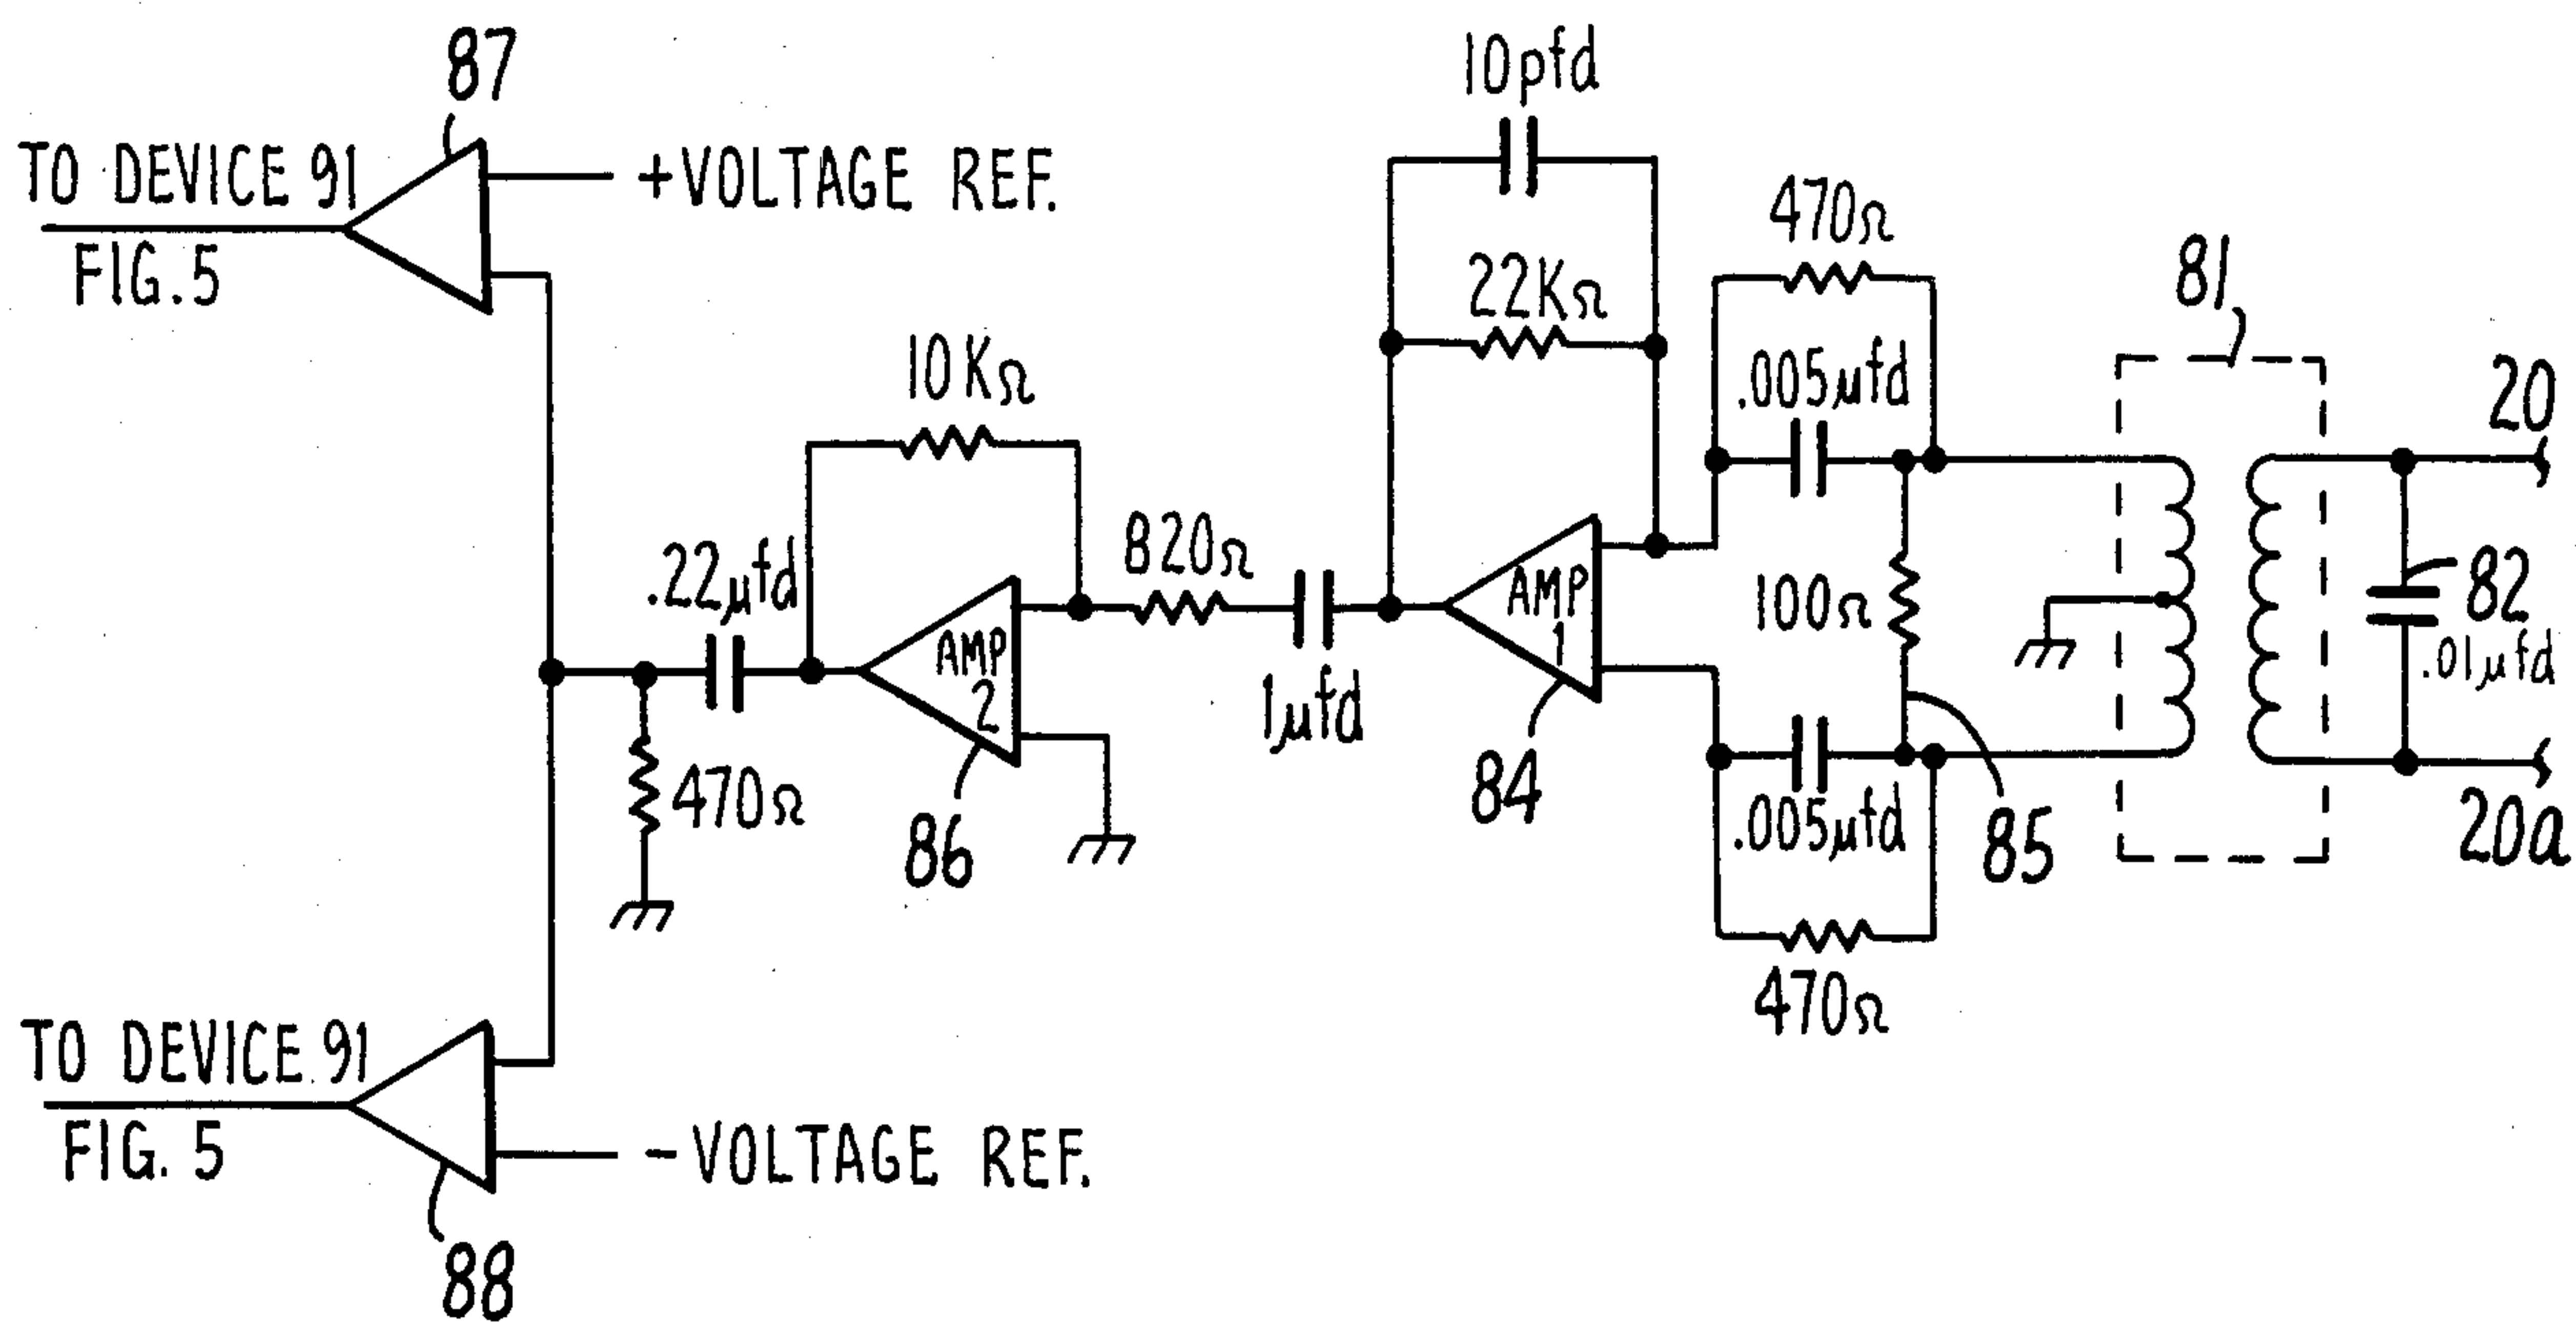 87
TO DEVICE 91
FIG. 5
+VOLTAGE REF.
10pfd
22KΩ
470Ω
.005μfd
81
20
10KΩ
820Ω
.22μfd
AMP
1
100Ω
82
.01μfd
AMP
2
1μfd
84
470Ω
86
.005μfd
85
20a
470Ω
TO DEVICE 91
FIG. 5
-VOLTAGE REF.
88